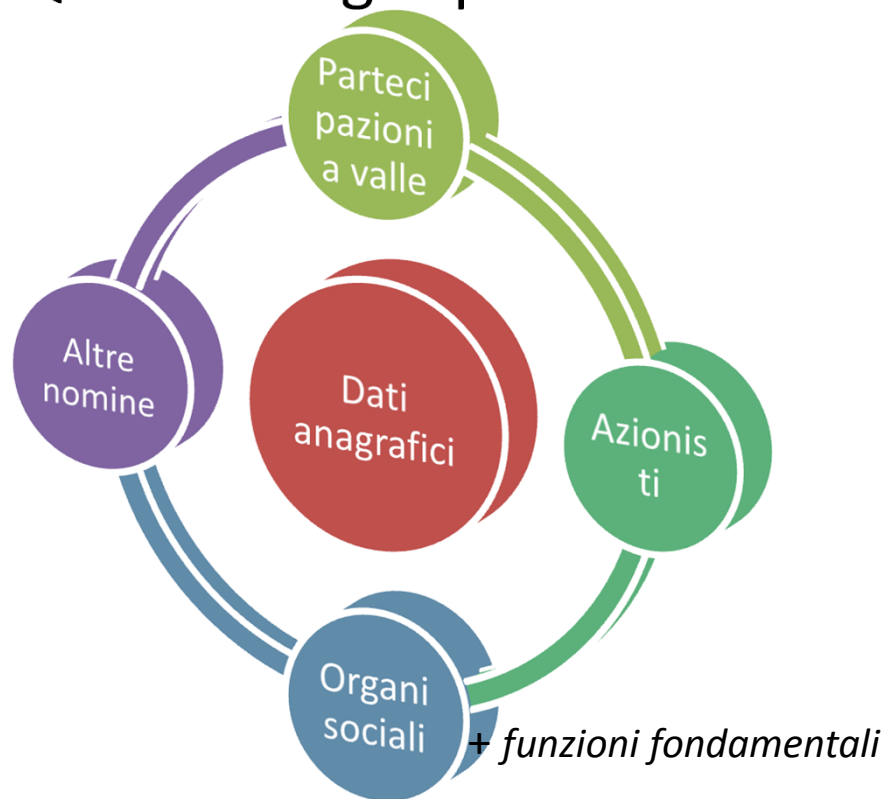 Parteci
pazioni
a valle
Altre
nomine
Dati
anagrafici
Azionis
ti
Organi
sociali
+ funzioni fondamentali